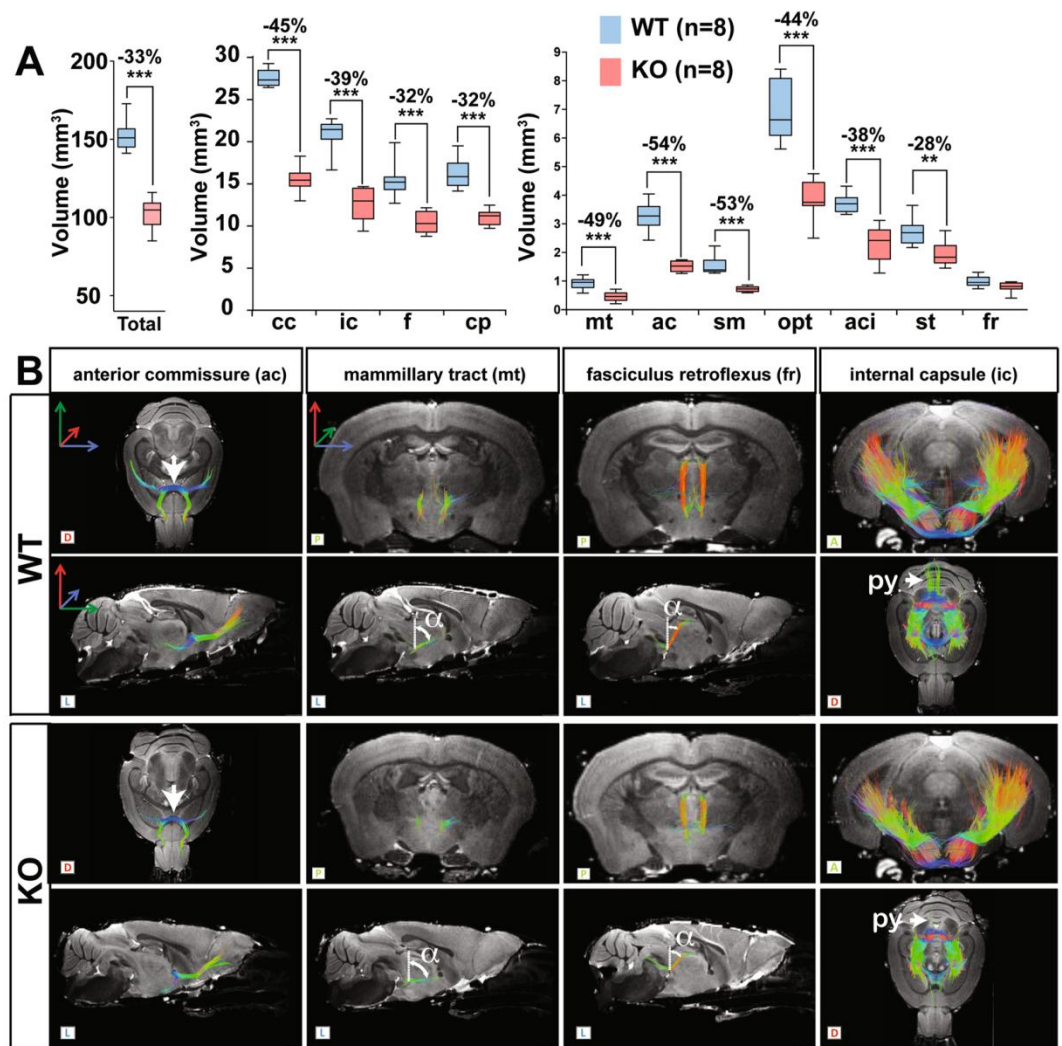 A
200
150
100
50
Volume (mm³)
-33%
***
Total
30
25
20
15
10
5
0
Volume (mm³)
-45%
***
-39%
***
-32%
***
-32%
***
cc ic f cp
WT (n=8)
KO (n=8)
9
8
7
6
5
4
3
2
1
0
Volume (mm³)
-49%
***
-54%
***
-53%
***
-44%
***
-38%
***
-28%
**
mt ac sm opt aci st fr
B
anterior commissure (ac) mammillary tract (mt) fasciculus retroflexus (fr) internal capsule (ic)
WT
D P P A
α α py
L L L D
KO
D P P A
α α py
L L L D